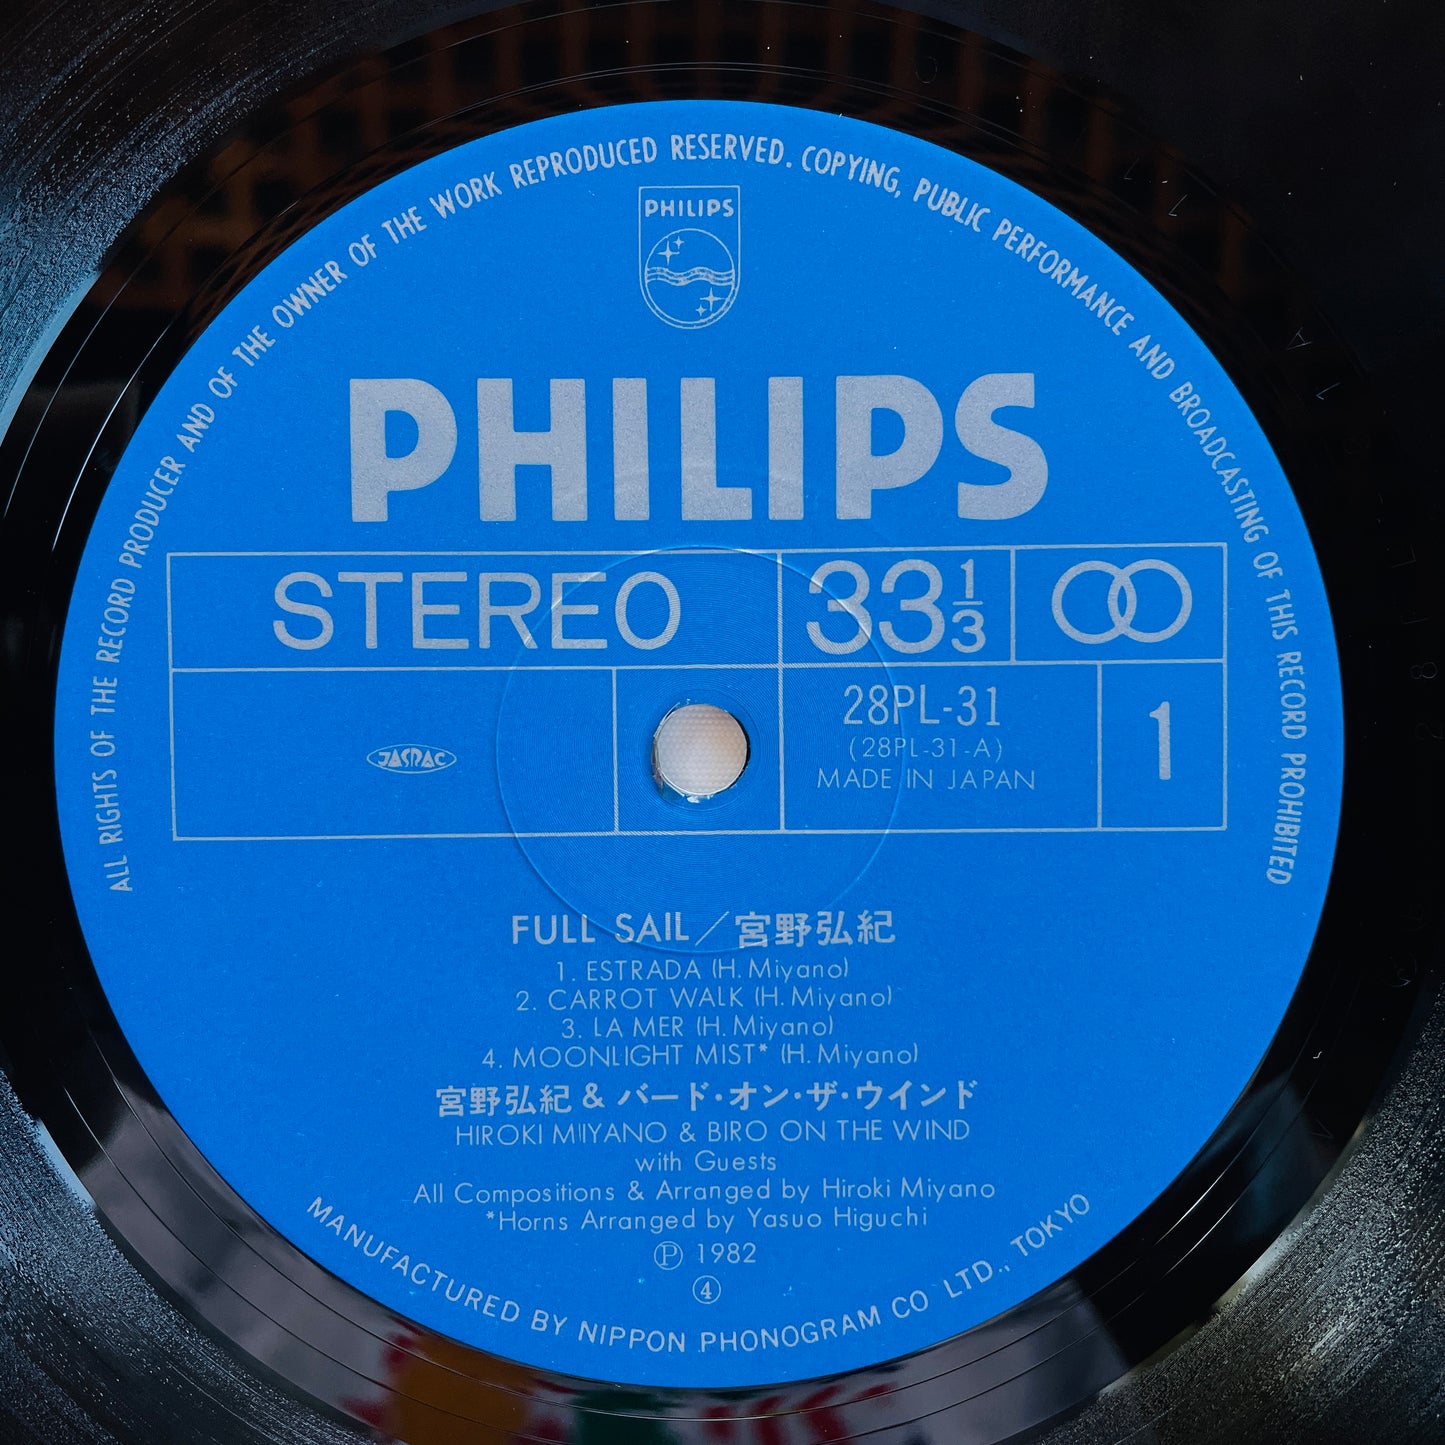 ALL RIGHTS OF THE RECORD PRODUCER AND OF THE OWNER OF THE WORK REPRODUCED RESERVED. COPYING, PUBLIC PERFORMANCE AND BROADCASTING OF THIS RECORD PROHIBITED
PHILIPS
PHILIPS
STEREO 33 1/3
JASRAC
28PL-31
(28PL-31-A)
MADE IN JAPAN
1
FULL SAIL／宮野弘紀
1. ESTRADA (H. Miyano)
2. CARROT WALK (H. Miyano)
3. LA MER (H. Miyano)
4. MOONLIGHT MIST* (H. Miyano)
宮野弘紀 & バード・オン・ザ・ウインド
HIROKI MIYANO & BIRO ON THE WIND
with Guests
All Compositions & Arranged by Hiroki Miyano
*Horns Arranged by Yasuo Higuchi
Ⓟ 1982
④
MANUFACTURED BY NIPPON PHONOGRAM CO LTD., TOKYO